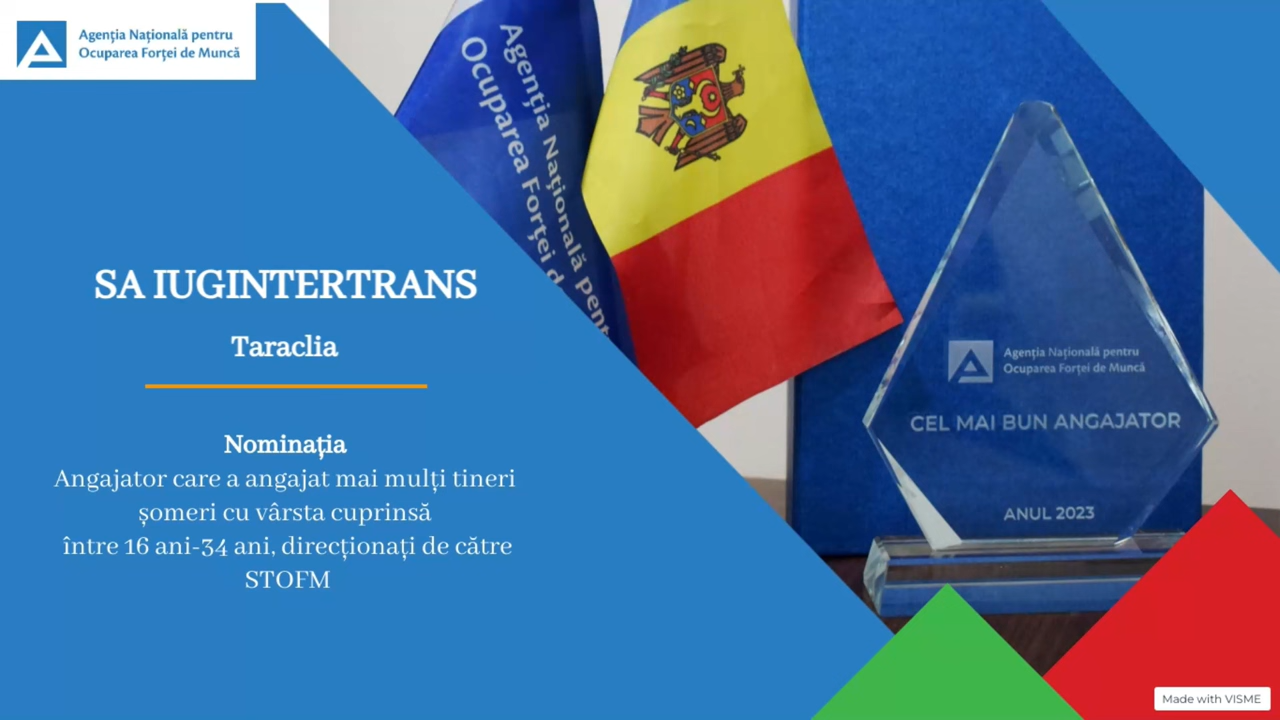 Agenția Națională pentru
Ocuparea Forței de Muncă
SA IUGINTERTRANS
Taraclia
Nominația
Angajator care a angajat mai mulți tineri
șomeri cu vârsta cuprinsă
între 16 ani-34 ani, direcționați de către
STOFM
Agenția Națională pent
Ocuparea Forței d
Agenția Națională pentru
Ocuparea Forței de Muncă
CEL MAI BUN ANGAJATOR
ANUL 2023
Made with VISME